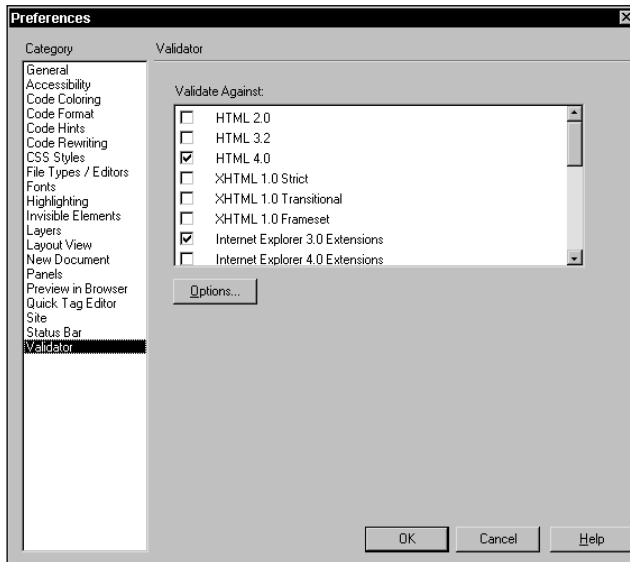 Preferences
Category
Validator
General
Accessibility
Code Coloring
Code Format
Code Hints
Code Rewriting
CSS Styles
File Types / Editors
Fonts
Highlighting
Invisible Elements
Layers
Layout View
New Document
Panels
Preview in Browser
Quick Tag Editor
Site
Status Bar
Validator
Validate Against:
HTML 2.0
HTML 3.2
HTML 4.0
XHTML 1.0 Strict
XHTML 1.0 Transitional
XHTML 1.0 Frameset
Internet Explorer 3.0 Extensions
Internet Explorer 4.0 Extensions
Options...
OK
Cancel
Help